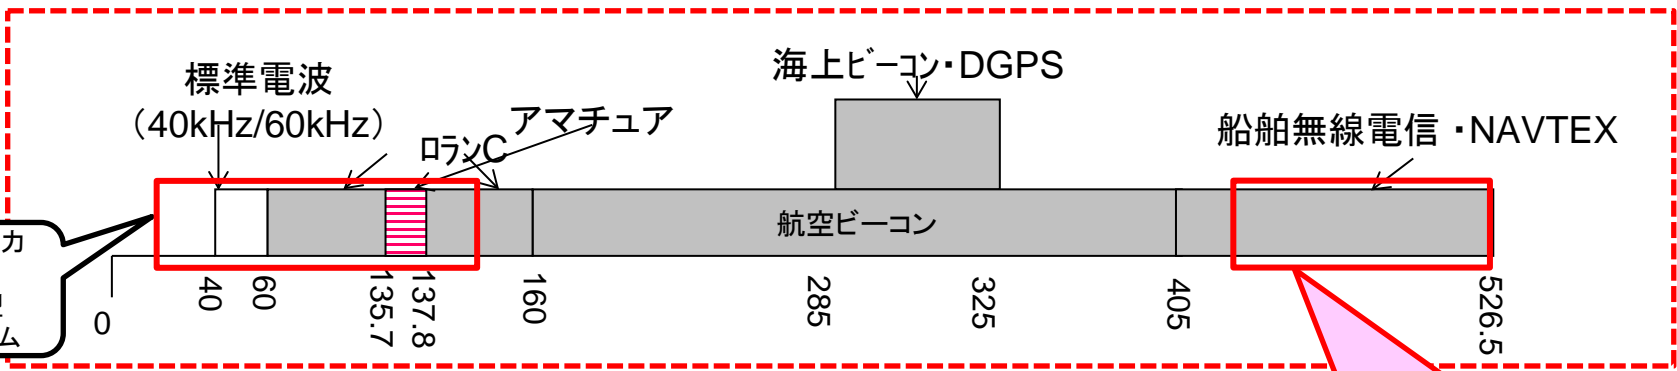 標準電波
（40kHz/60kHz）
ロランC
アマチュア
海上ビーコン・DGPS
船舶無線電信・NAVTEX
航空ビーコン
カ
ム
0
40
60
135.7
137.8
160
285
325
405
526.5